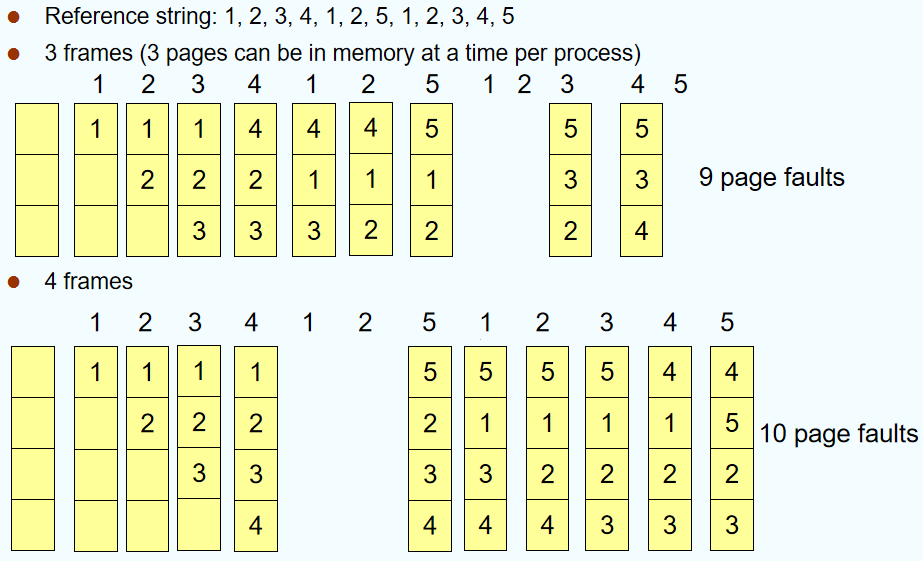 Reference string: 1, 2, 3, 4, 1, 2, 5, 1, 2, 3, 4, 5
3 frames (3 pages can be in memory at a time per process)
1 2 3 4 1 2 5 1 2 3 4 5
1 1 1 4 4 4 5 5 5
2 2 2 1 1 1 3 3
3 3 3 2 2 2 4
9 page faults
4 frames
1 2 3 4 1 2 5 1 2 3 4 5
1 1 1 1 5 5 5 5 4 4
2 2 2 2 1 1 1 1 5
3 3 3 3 2 2 2 2
4 4 4 4 3 3 3
10 page faults